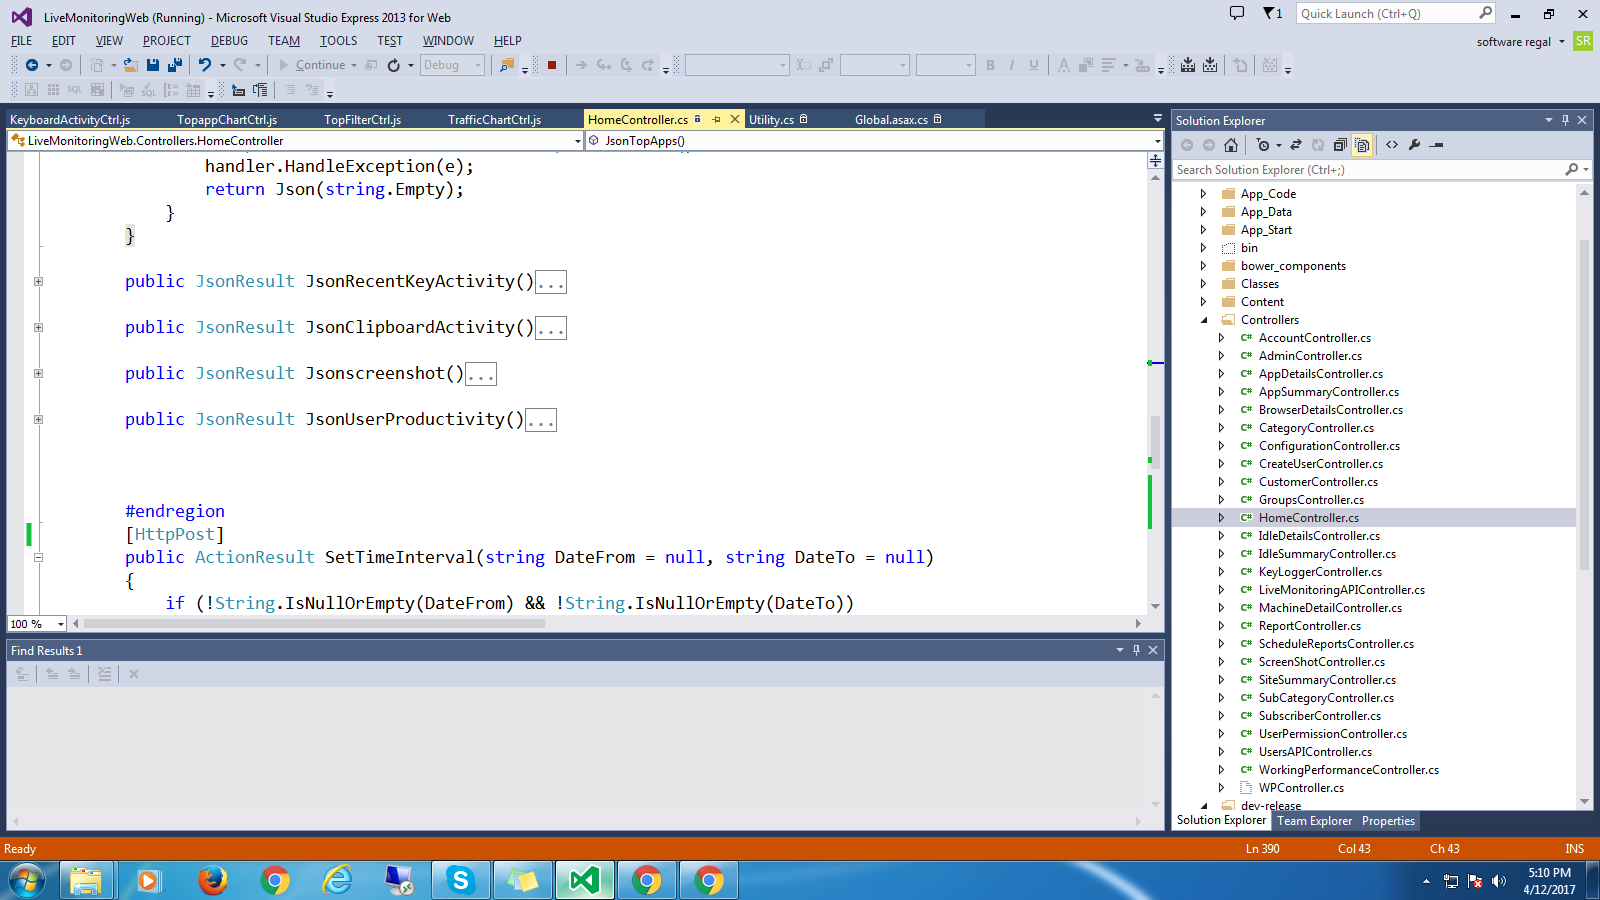 LiveMonitoringWeb (Running) - Microsoft Visual Studio Express 2013 for Web
1
Quick Launch (Ctrl+Q)
FILE EDIT VIEW PROJECT DEBUG TEAM TOOLS TEST WINDOW HELP
software regal SR
Continue Debug
B I U A
SQL SQL
KeyboardActivityCtrl.js TopappChartCtrl.js TopFilterCtrl.js TrafficChartCtrl.js HomeController.cs Utility.cs Global.asax.cs
LiveMonitoringWeb.Controllers.HomeController JsonTopApps()
handler.HandleException(e);
return Json(string.Empty);
}
}
public JsonResult JsonRecentKeyActivity()...
public JsonResult JsonClipboardActivity()...
public JsonResult Jsonscreenshot()...
public JsonResult JsonUserProductivity()...
#endregion
[HttpPost]
public ActionResult SetTimeInterval(string DateFrom = null, string DateTo = null)
{
if (!String.IsNullOrEmpty(DateFrom) && !String.IsNullOrEmpty(DateTo))
100 %
Find Results 1
Solution Explorer
Search Solution Explorer (Ctrl+;)
App_Code
App_Data
App_Start
bin
bower_components
Classes
Content
Controllers
C# AccountController.cs
C# AdminController.cs
C# AppDetailsController.cs
C# AppSummaryController.cs
C# BrowserDetailsController.cs
C# CategoryController.cs
C# ConfigurationController.cs
C# CreateUserController.cs
C# CustomerController.cs
C# GroupsController.cs
C# HomeController.cs
C# IdleDetailsController.cs
C# IdleSummaryController.cs
C# KeyLoggerController.cs
C# LiveMonitoringAPIController.cs
C# MachineDetailController.cs
C# ReportController.cs
C# ScheduleReportsController.cs
C# ScreenShotController.cs
C# SiteSummaryController.cs
C# SubCategoryController.cs
C# SubscriberController.cs
C# UserPermissionController.cs
C# UsersAPIController.cs
C# WorkingPerformanceController.cs
WPController.cs
dev-release
Solution Explorer Team Explorer Properties
Ready Ln 390 Col 43 Ch 43 INS
5:10 PM
4/12/2017